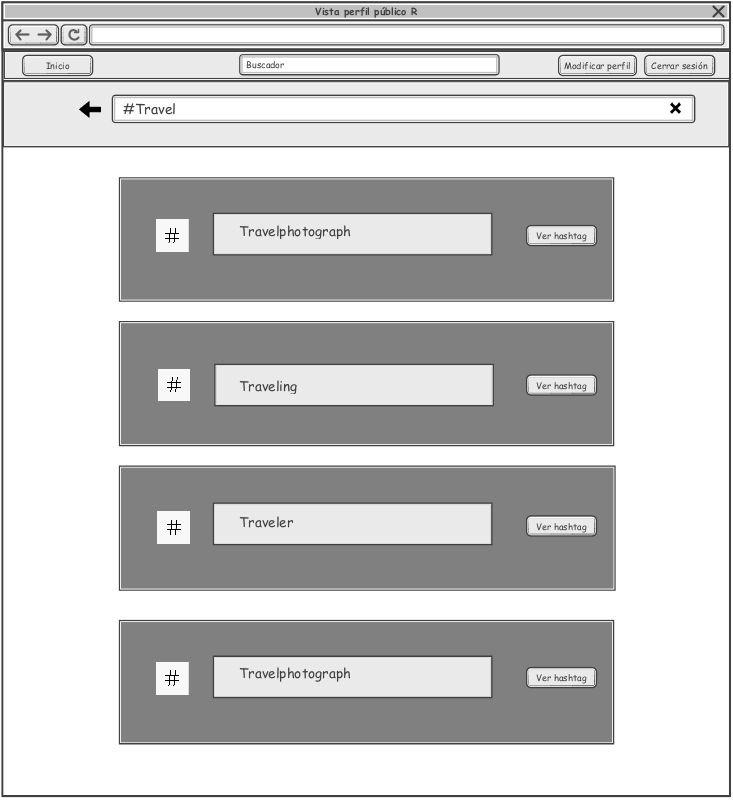 Vista perfil público R
Inicio
Buscador
Modificar perfil
Cerrar sesión
#Travel
# Travelphotograph Ver hashtag
# Traveling Ver hashtag
# Traveler Ver hashtag
# Travelphotograph Ver hashtag